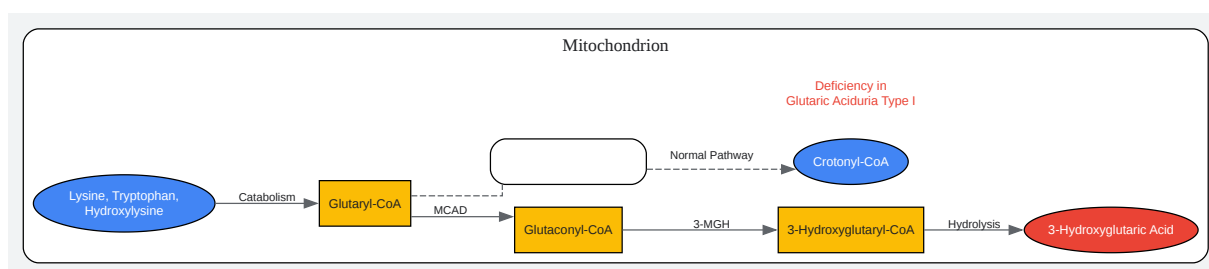 Mitochondrion
Deficiency in
Glutaric Aciduria Type I
Normal Pathway
Crotonyl-CoA
Lysine, Tryptophan,
Hydroxylysine
Catabolism
Glutaryl-CoA
MCAD
Glutaconyl-CoA
3-MGH
3-Hydroxyglutaryl-CoA
Hydrolysis
3-Hydroxyglutaric Acid